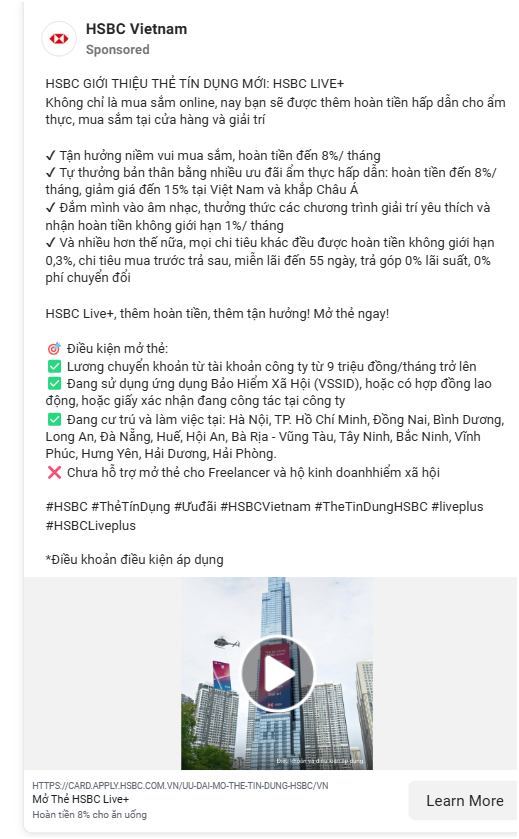 HSBC Vietnam
Sponsored
HSBC GIỚI THIỆU THẺ TÍN DỤNG MỚI: HSBC LIVE+
Không chỉ là mua sắm online, nay bạn sẽ được thêm hoàn tiền hấp dẫn cho ẩm
thực, mua sắm tại cửa hàng và giải trí
✓ Tận hưởng niềm vui mua sắm, hoàn tiền đến 8%/ tháng
✓ Tự thưởng bản thân bằng nhiều ưu đãi ẩm thực hấp dẫn: hoàn tiền đến 8%/
tháng, giảm giá đến 15% tại Việt Nam và khắp Châu Á
✓ Đắm mình vào âm nhạc, thưởng thức các chương trình giải trí yêu thích và
nhận hoàn tiền không giới hạn 1%/ tháng
✓ Và nhiều hơn thế nữa, mọi chi tiêu khác đều được hoàn tiền không giới hạn
0,3%, chi tiêu mua trước trả sau, miễn lãi đến 55 ngày, trả góp 0% lãi suất, 0%
phí chuyển đổi
HSBC Live+, thêm hoàn tiền, thêm tận hưởng! Mở thẻ ngay!
🎯 Điều kiện mở thẻ:
✅ Lương chuyển khoản từ tài khoản công ty từ 9 triệu đồng/tháng trở lên
✅ Đang sử dụng ứng dụng Bảo Hiểm Xã Hội (VSSID), hoặc có hợp đồng lao
động, hoặc giấy xác nhận đang công tác tại công ty
✅ Đang cư trú và làm việc tại: Hà Nội, TP. Hồ Chí Minh, Đồng Nai, Bình Dương,
Long An, Đà Nẵng, Huế, Hội An, Bà Rịa - Vũng Tàu, Tây Ninh, Bắc Ninh, Vĩnh
Phúc, Hưng Yên, Hải Dương, Hải Phòng.
❌ Chưa hỗ trợ mở thẻ cho Freelancer và hộ kinh doanhhiểm xã hội
#HSBC #ThẻTínDụng #Ưuđãi #HSBCVietnam #TheTinDungHSBC #liveplus
#HSBCLiveplus
*Điều khoản điều kiện áp dụng
Điều khoản và điều kiện áp dụng
HTTPS://CARD.APPLY.HSBC.COM.VN/UU-DAI-MO-THE-TIN-DUNG-HSBC/VN
Mở Thẻ HSBC Live+
Hoàn tiền 8% cho ăn uống
Learn More